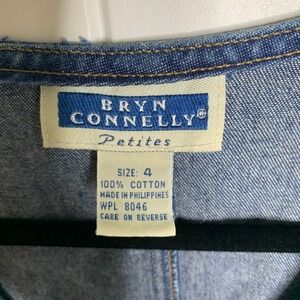 BRYN
CONNELLY®
Petites
SIZE: 4
100% COTTON
MADE IN PHILIPPINES
WPL 8046
CARE ON REVERSE